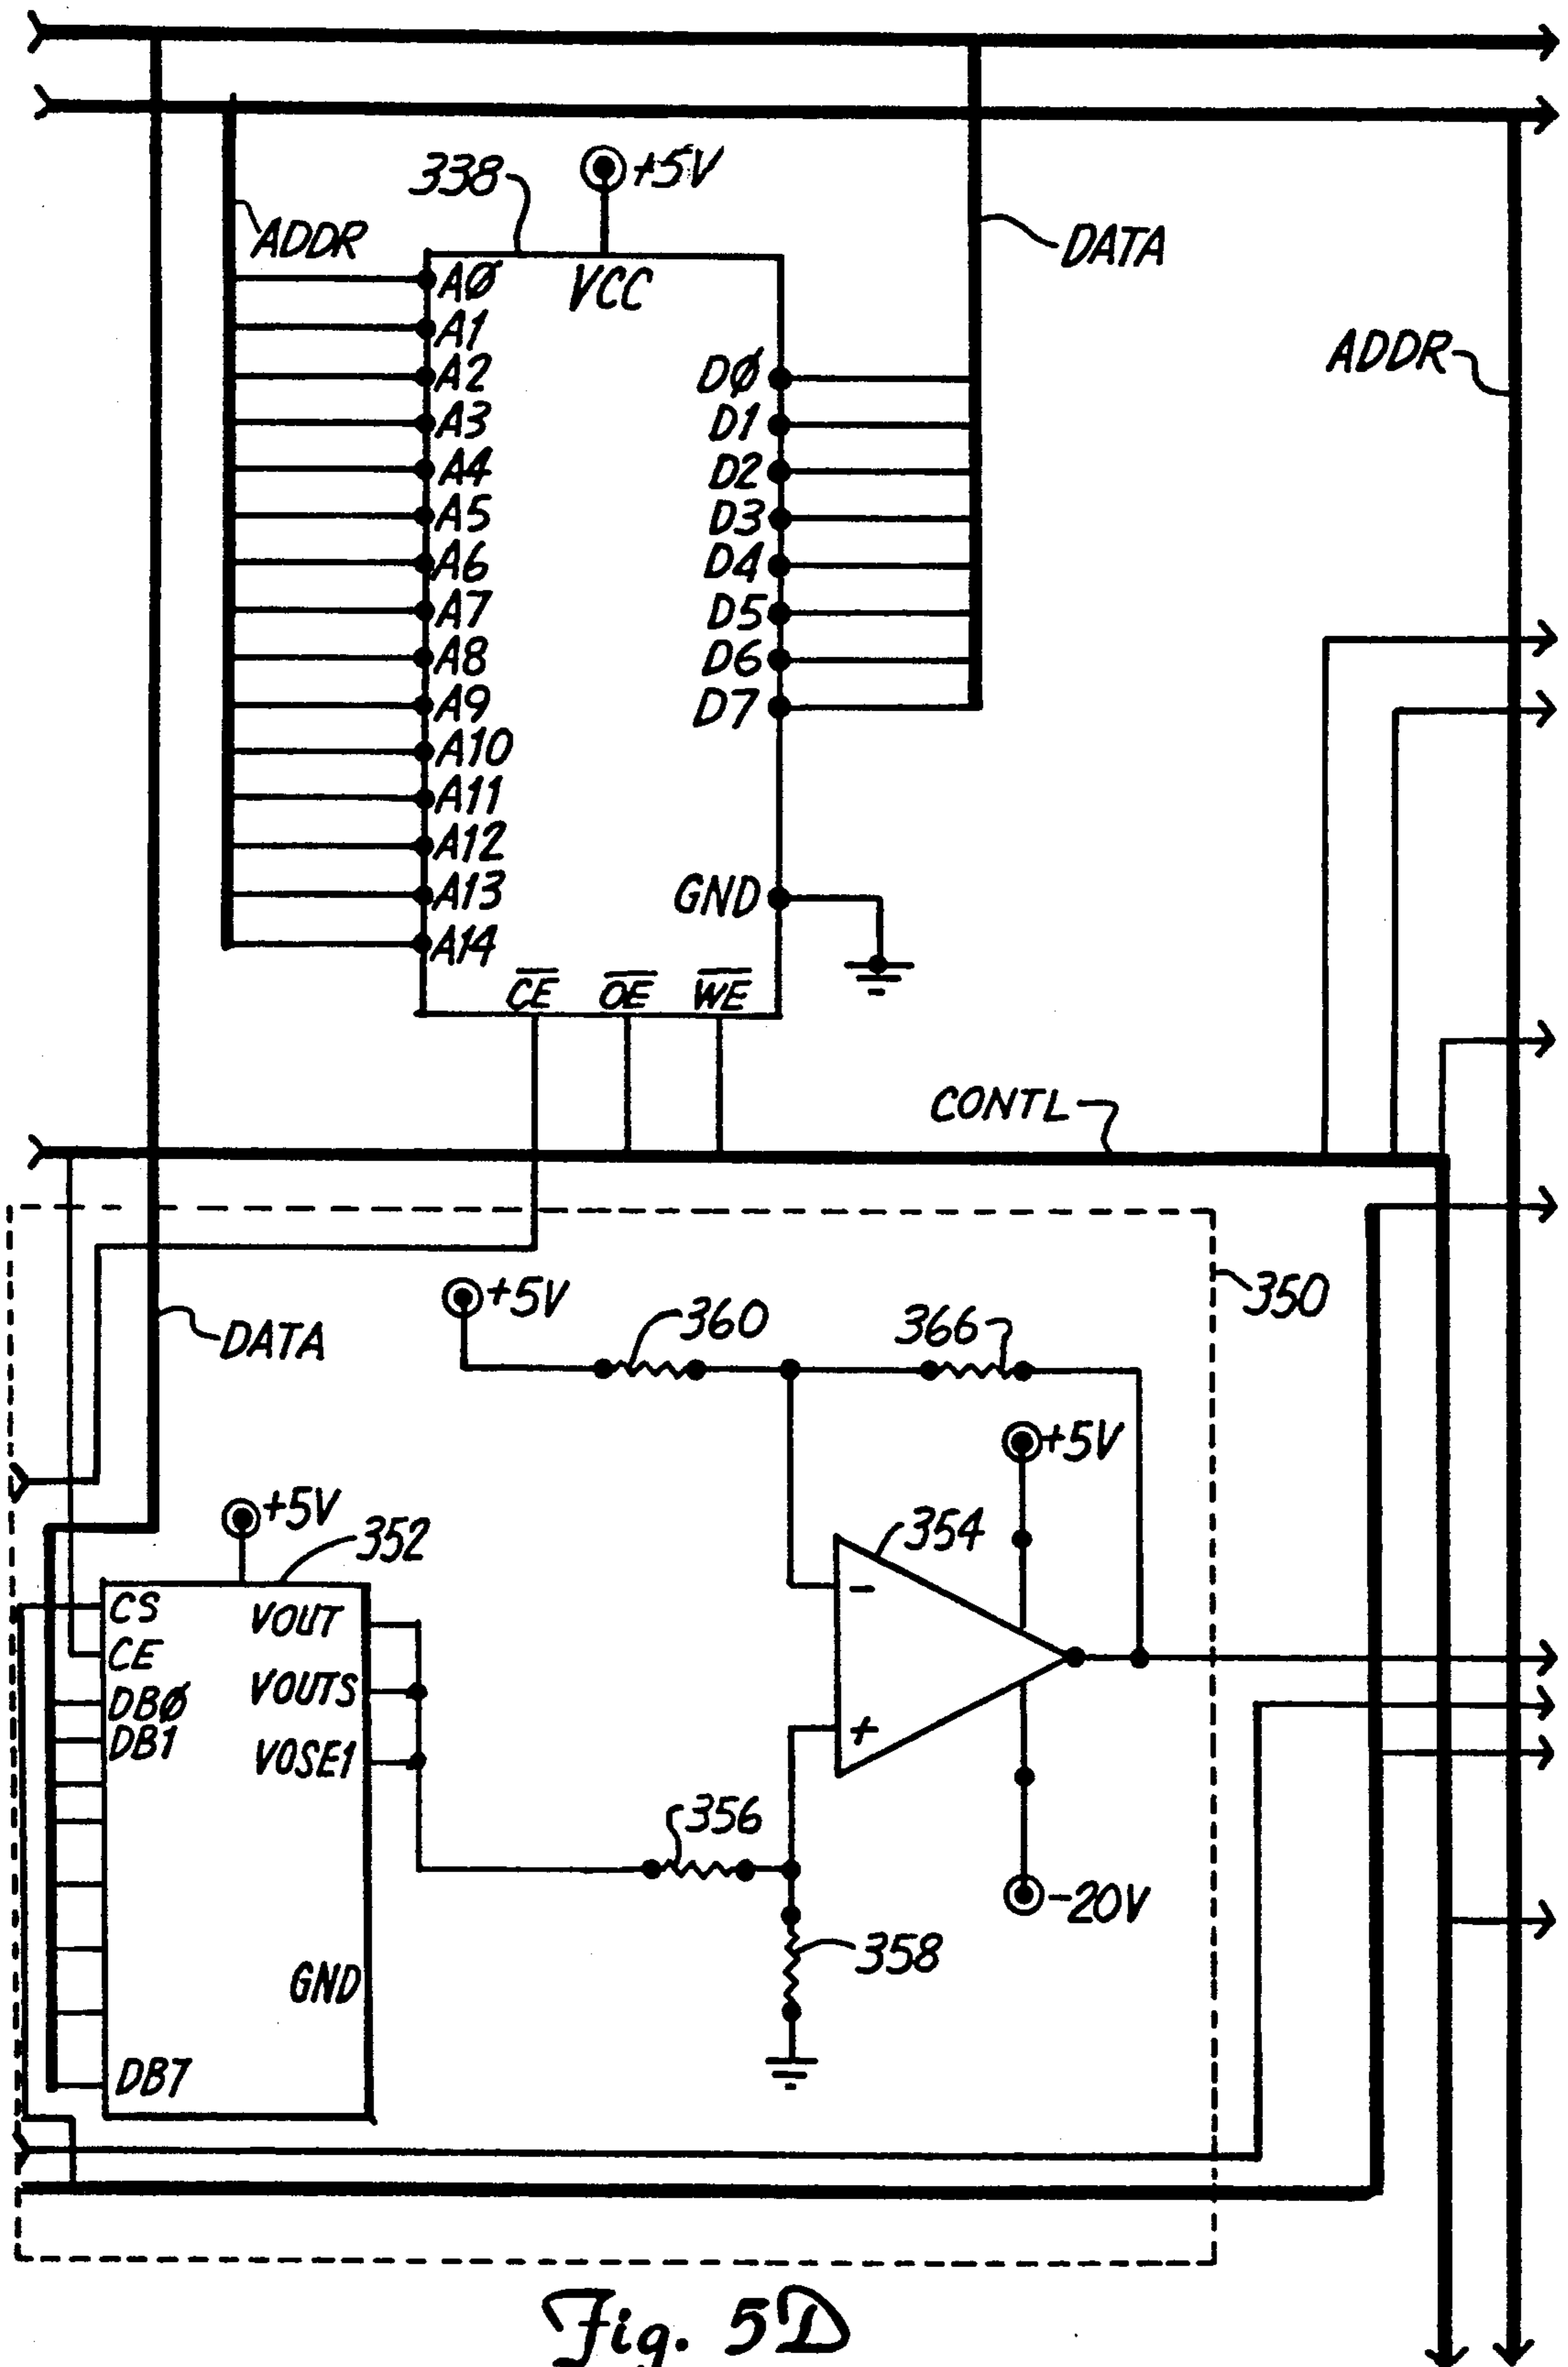 338
+5V
ADDR
DATA
VCC
AØ
A1
A2
A3
A4
A5
A6
A7
A8
A9
A10
A11
A12
A13
A14
DØ
D1
D2
D3
D4
D5
D6
D7
GND
CE
OE
WE
ADDR
CONTL
350
DATA
+5V
360
366
+5V
354
+5V
352
CS
CE
DBØ
DB1
DB7
VOUT
VOUTS
VOSE1
GND
-
+
356
358
-20V
Fig. 5D